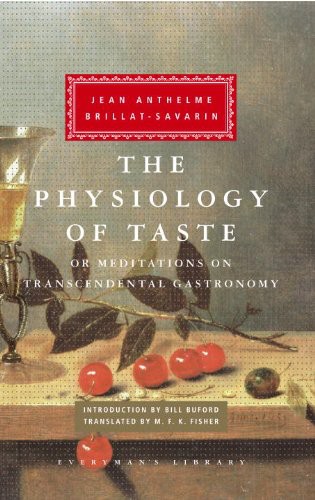 JEAN ANTHELME
BRILLAT-SAVARIN
THE
PHYSIOLOGY
OF TASTE
OR MEDITATIONS ON
TRANSCENDENTAL GASTRONOMY
INTRODUCTION BY BILL BUFORD
TRANSLATED BY M. F. K. FISHER
EVERYMAN'S LIBRARY